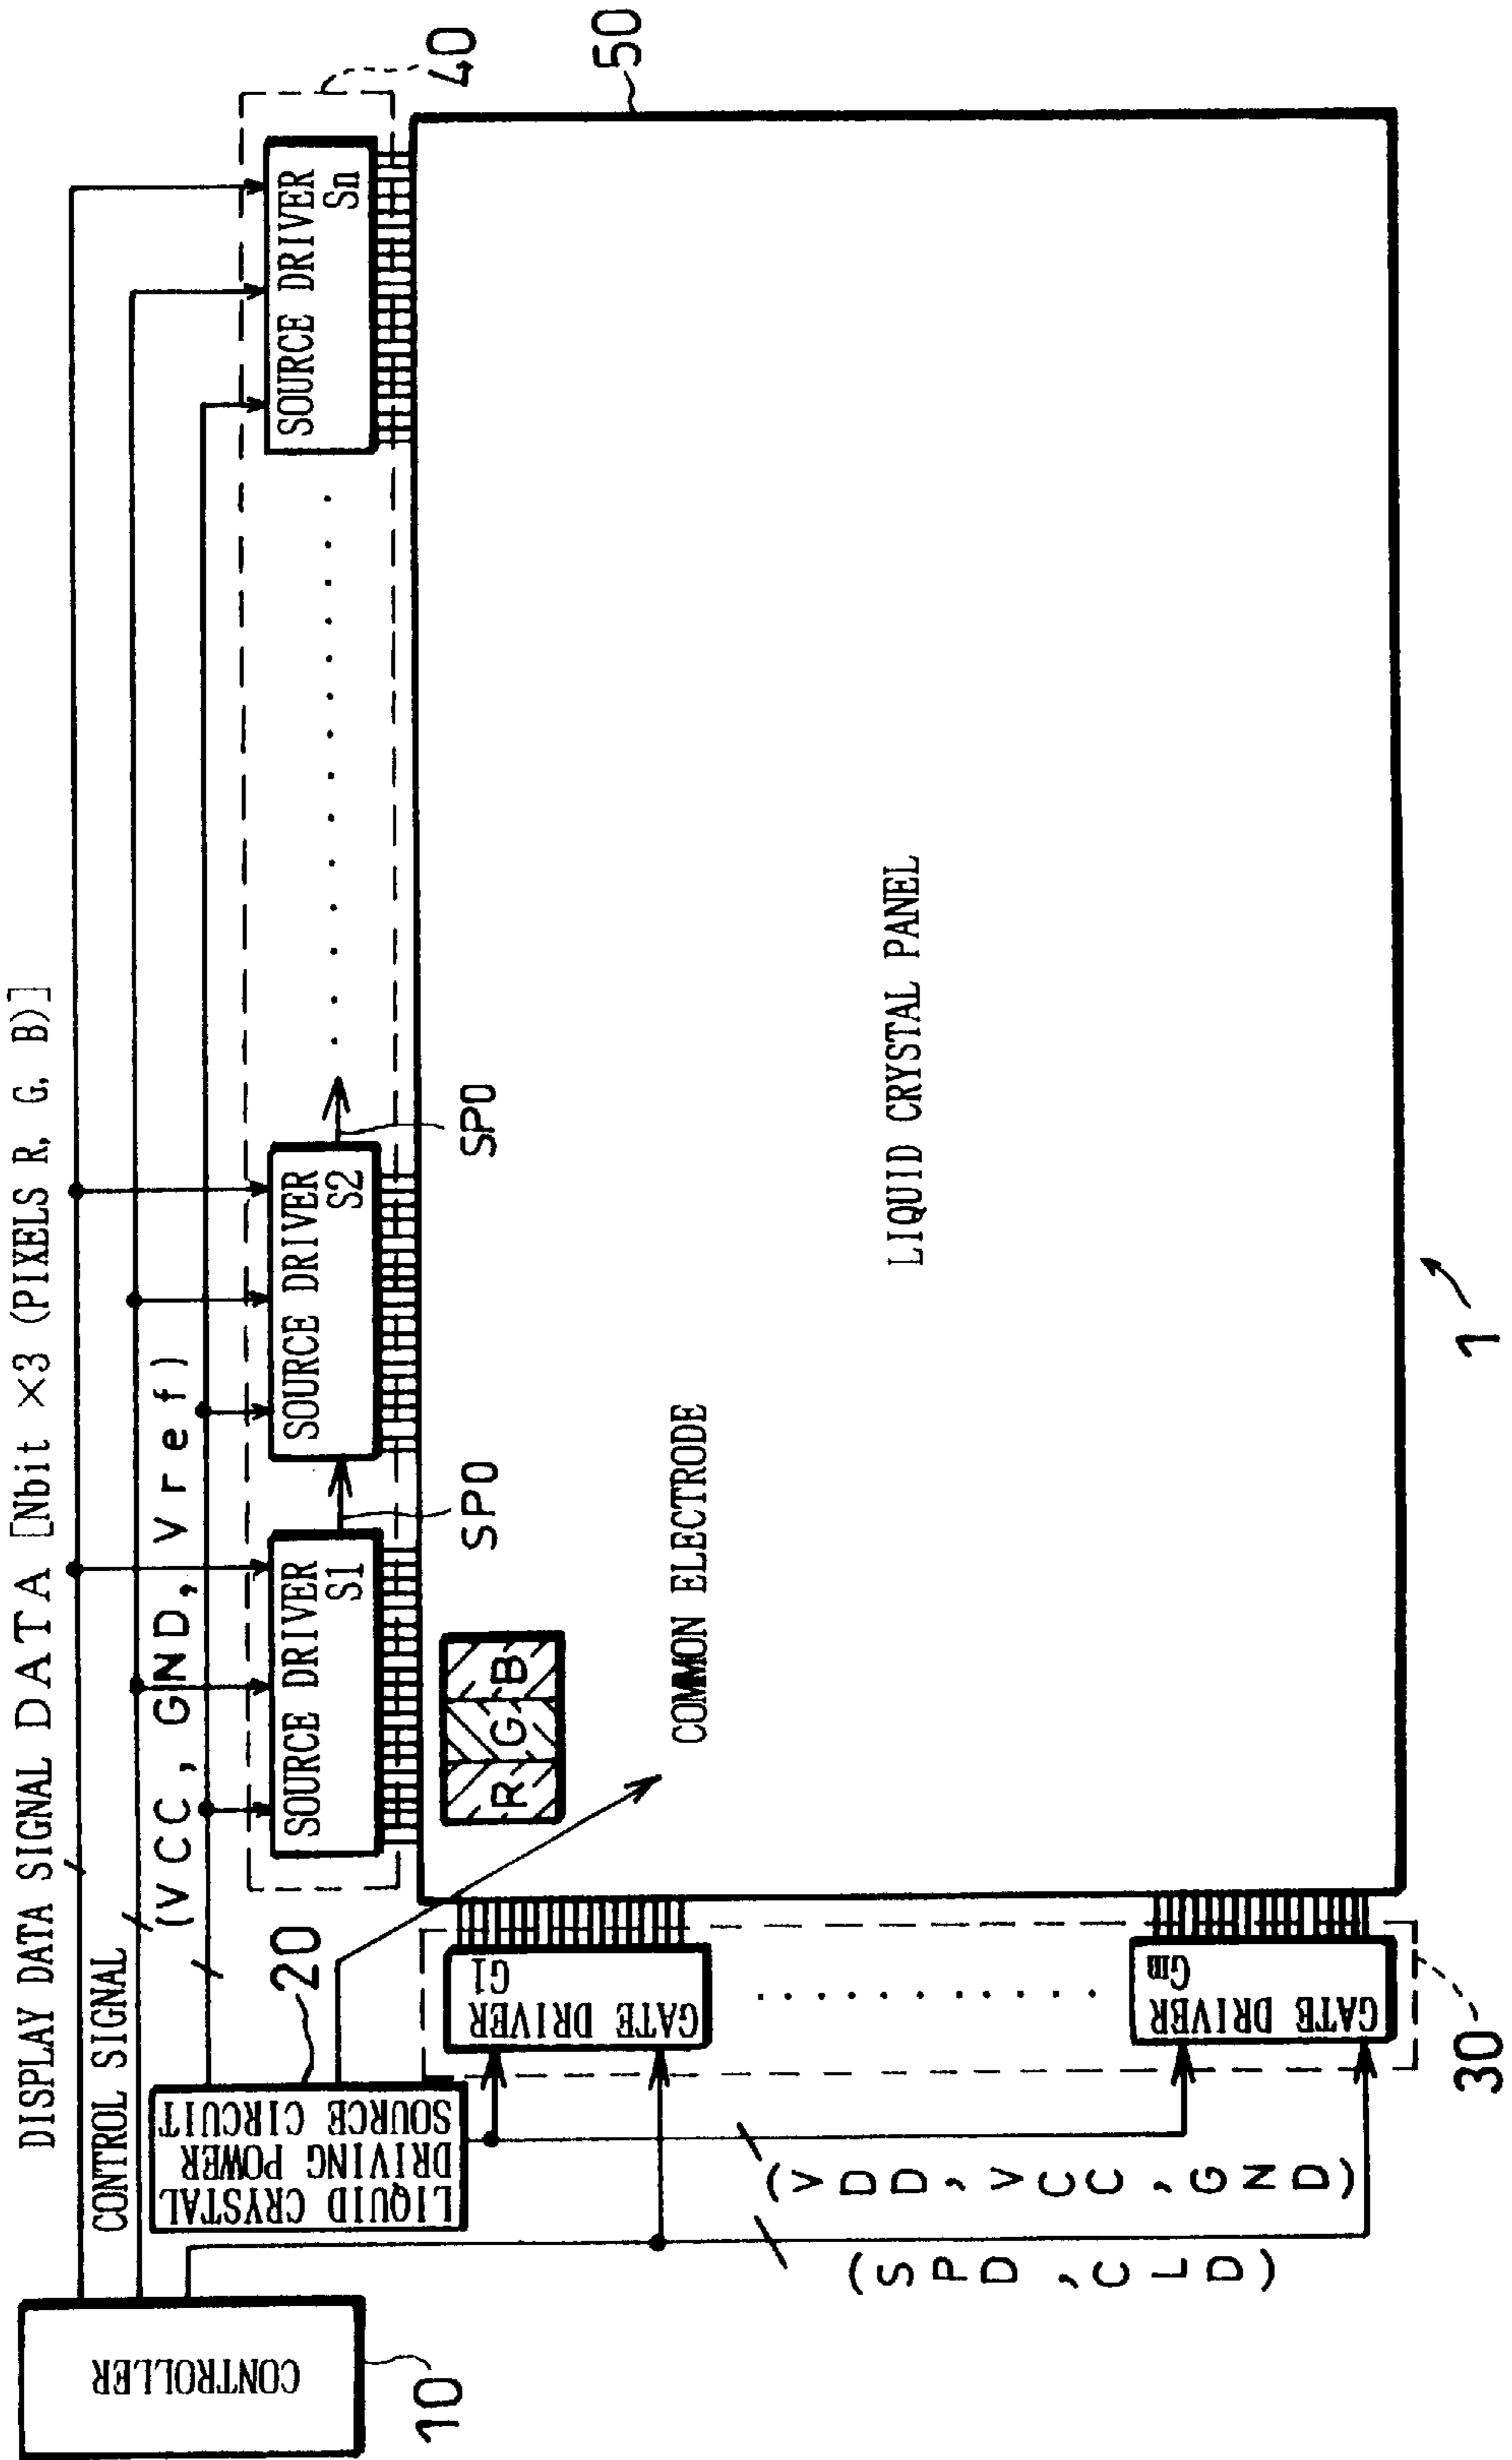 DISPLAY DATA SIGNAL DATA [Nbit ×3 (PIXELS R, G, B)]
CONTROL SIGNAL
(VCC, GND, Vref)
CONTROLLER
10
LIQUID CRYSTAL
DRIVING POWER
SOURCE CIRCUIT
20
SOURCE DRIVER
S1
SPO
SOURCE DRIVER
S2
SPO
SOURCE DRIVER
Sn
40
50
R G B
COMMON ELECTRODE
LIQUID CRYSTAL PANEL
GATE DRIVER
G1
GATE DRIVER
Gm
30
(VDD, VCC, GND)
(SPD, CLD)
1